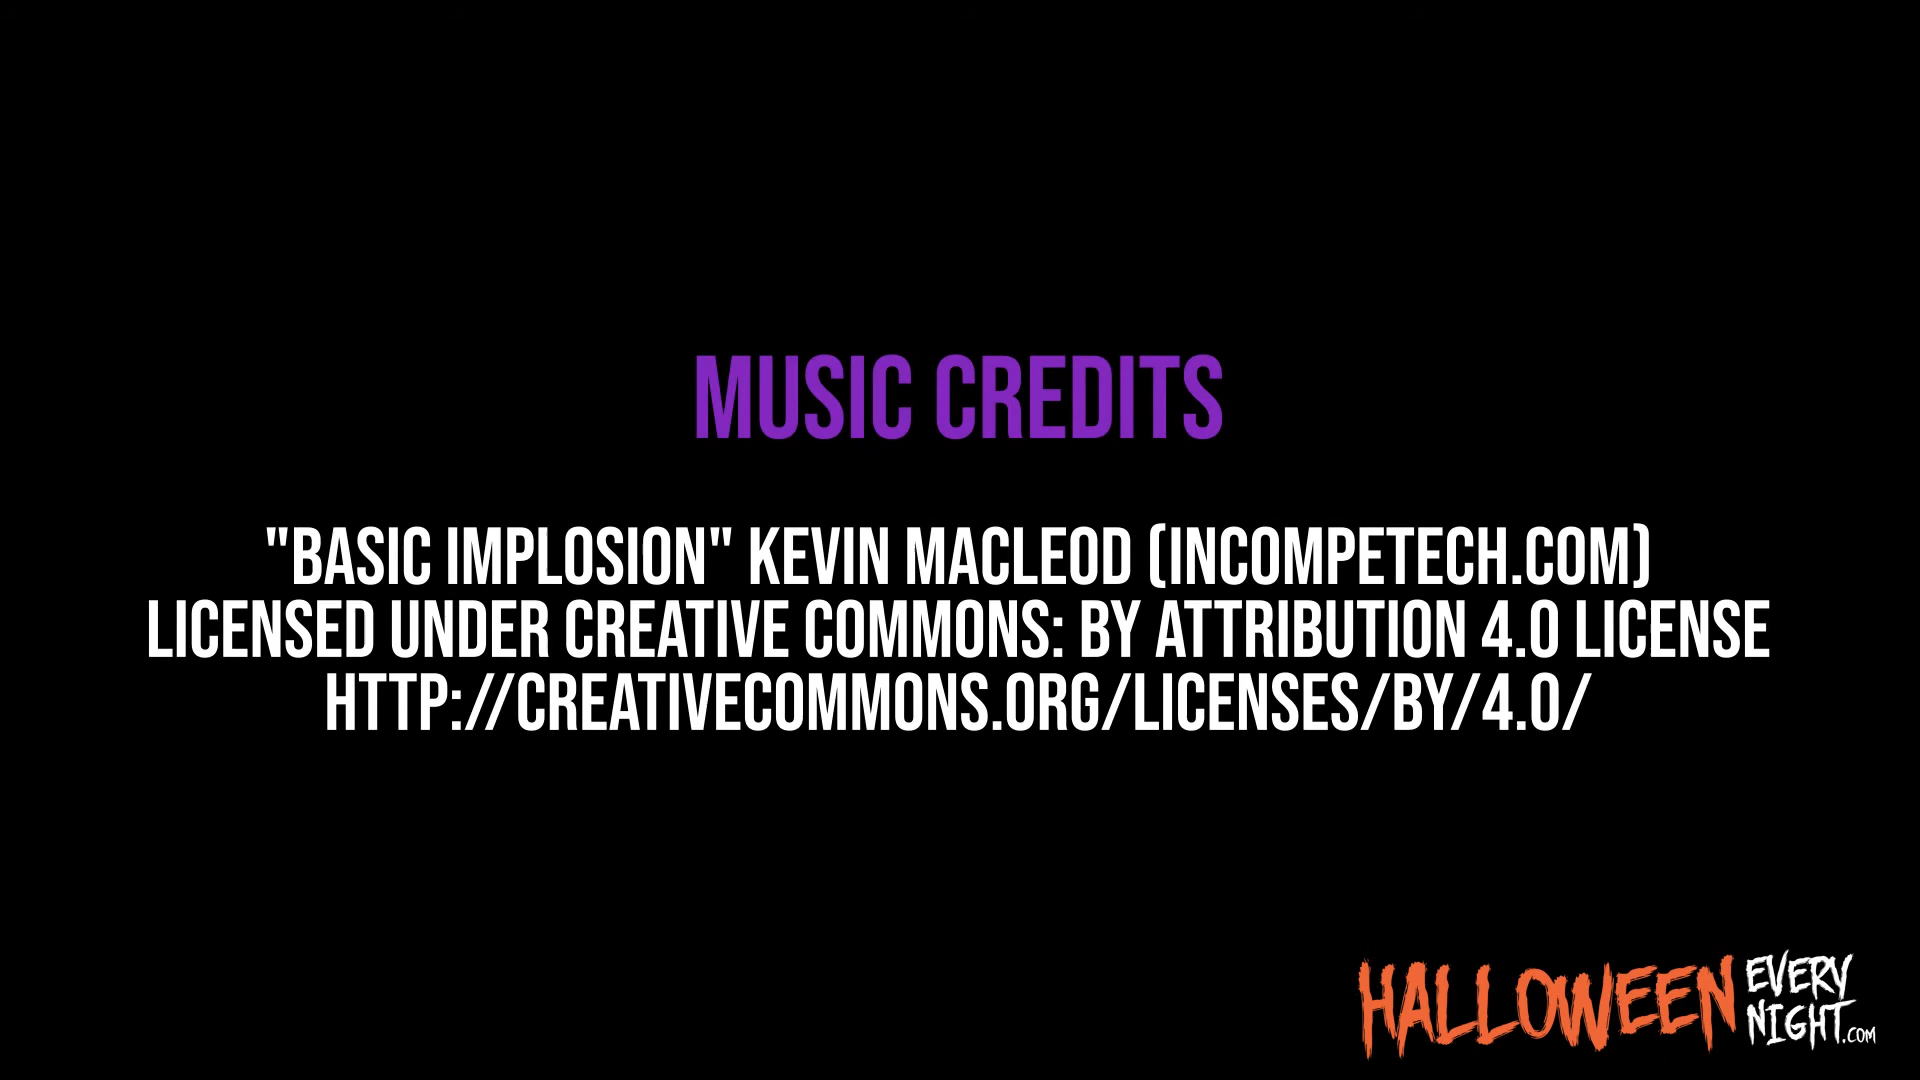 MUSIC CREDITS
"BASIC IMPLOSION" KEVIN MACLEOD (INCOMPETECH.COM)
LICENSED UNDER CREATIVE COMMONS: BY ATTRIBUTION 4.0 LICENSE
HTTP://CREATIVECOMMONS.ORG/LICENSES/BY/4.0/
HALLOWEEN EVERY
NIGHT.COM